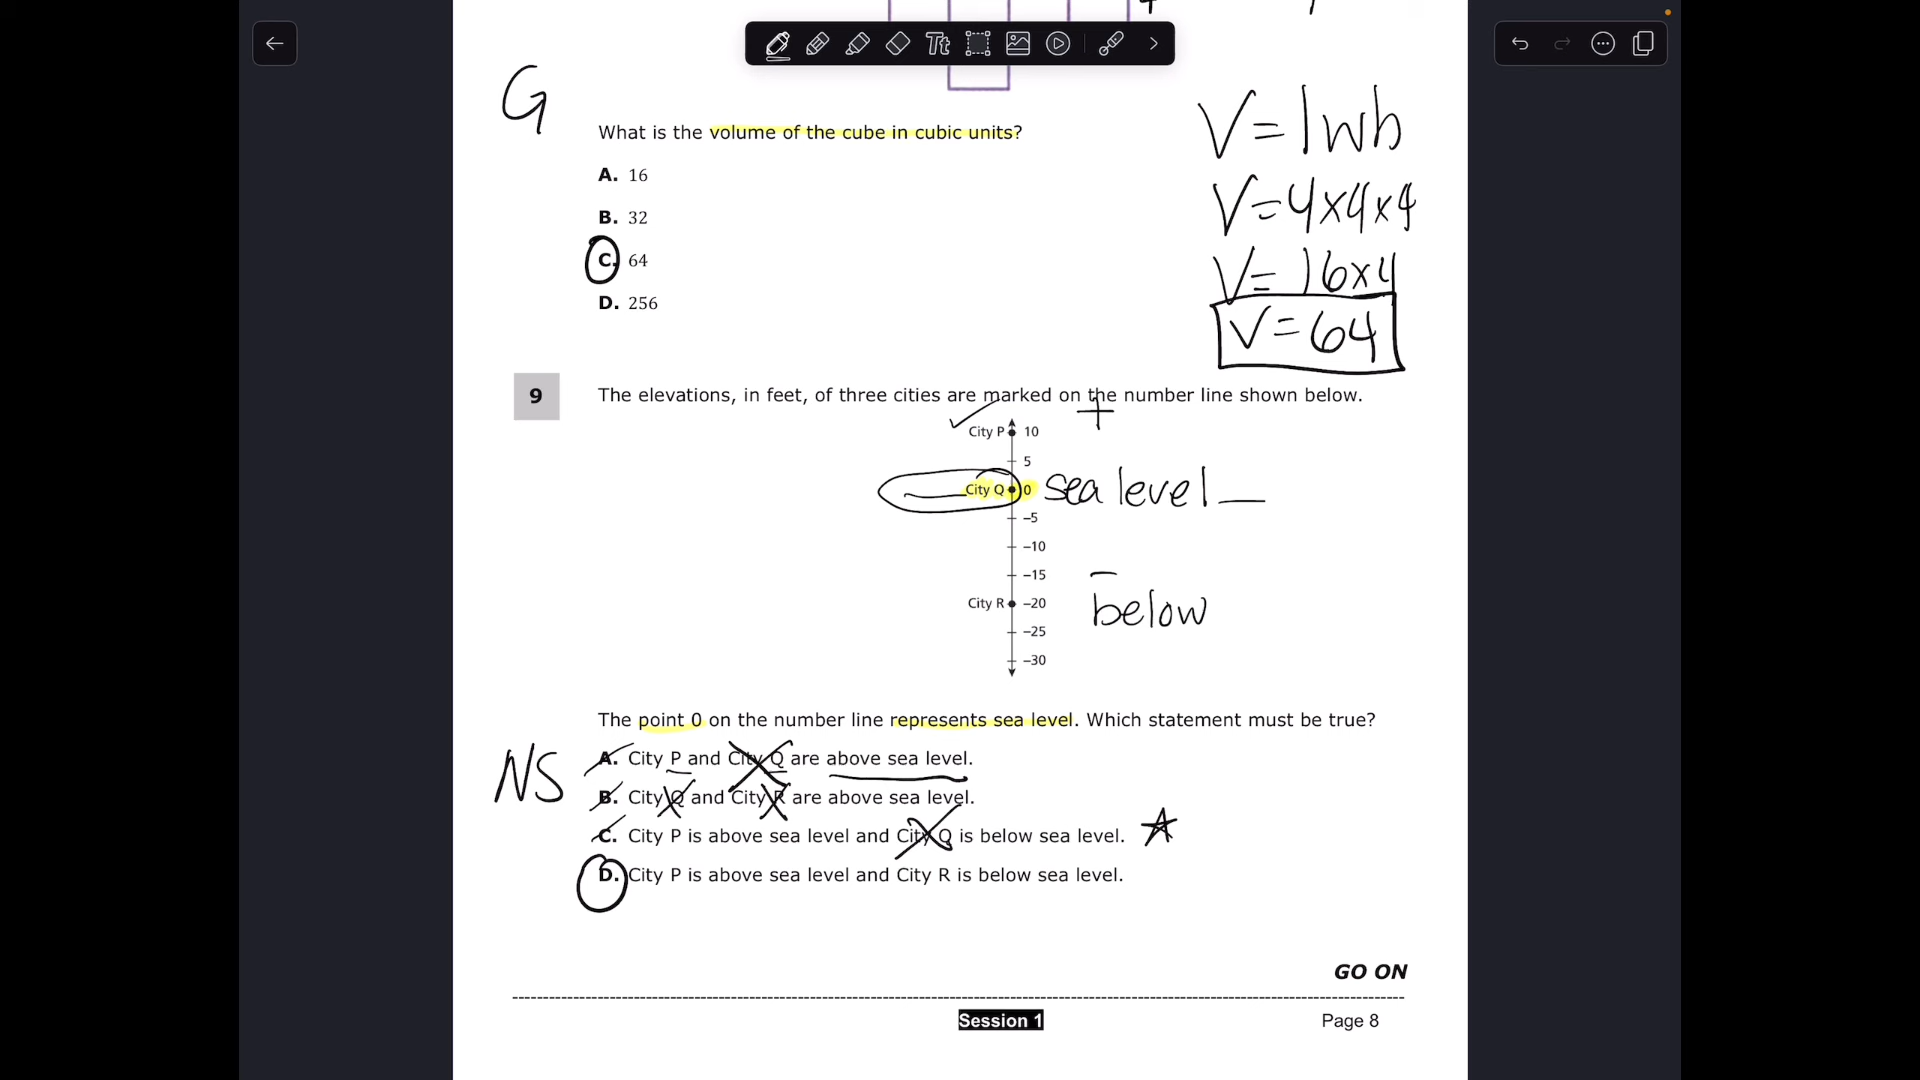 Tt
G
What is the volume of the cube in cubic units?
A. 16
B. 32
C. 64
D. 256
V = lwh
V = 4x4x4
V = 16x4
V = 64
9
The elevations, in feet, of three cities are marked on the number line shown below.
+
City P 10
5
City Q 0 sea level
–5
–10
–15
City R –20 below
–25
–30
The point 0 on the number line represents sea level. Which statement must be true?
NS
A. City P and City Q are above sea level.
B. City Q and City R are above sea level.
C. City P is above sea level and City Q is below sea level.
D. City P is above sea level and City R is below sea level.
GO ON
Session 1
Page 8